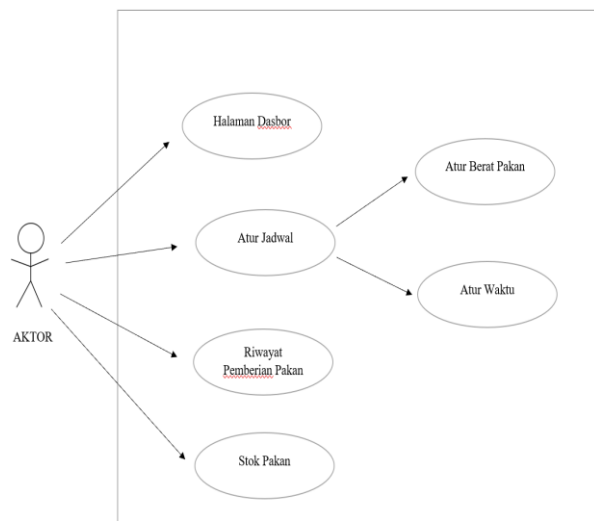 Halaman Dasbor
Atur Berat Pakan
Atur Jadwal
Atur Waktu
AKTOR
Riwayat
Pemberian Pakan
Stok Pakan